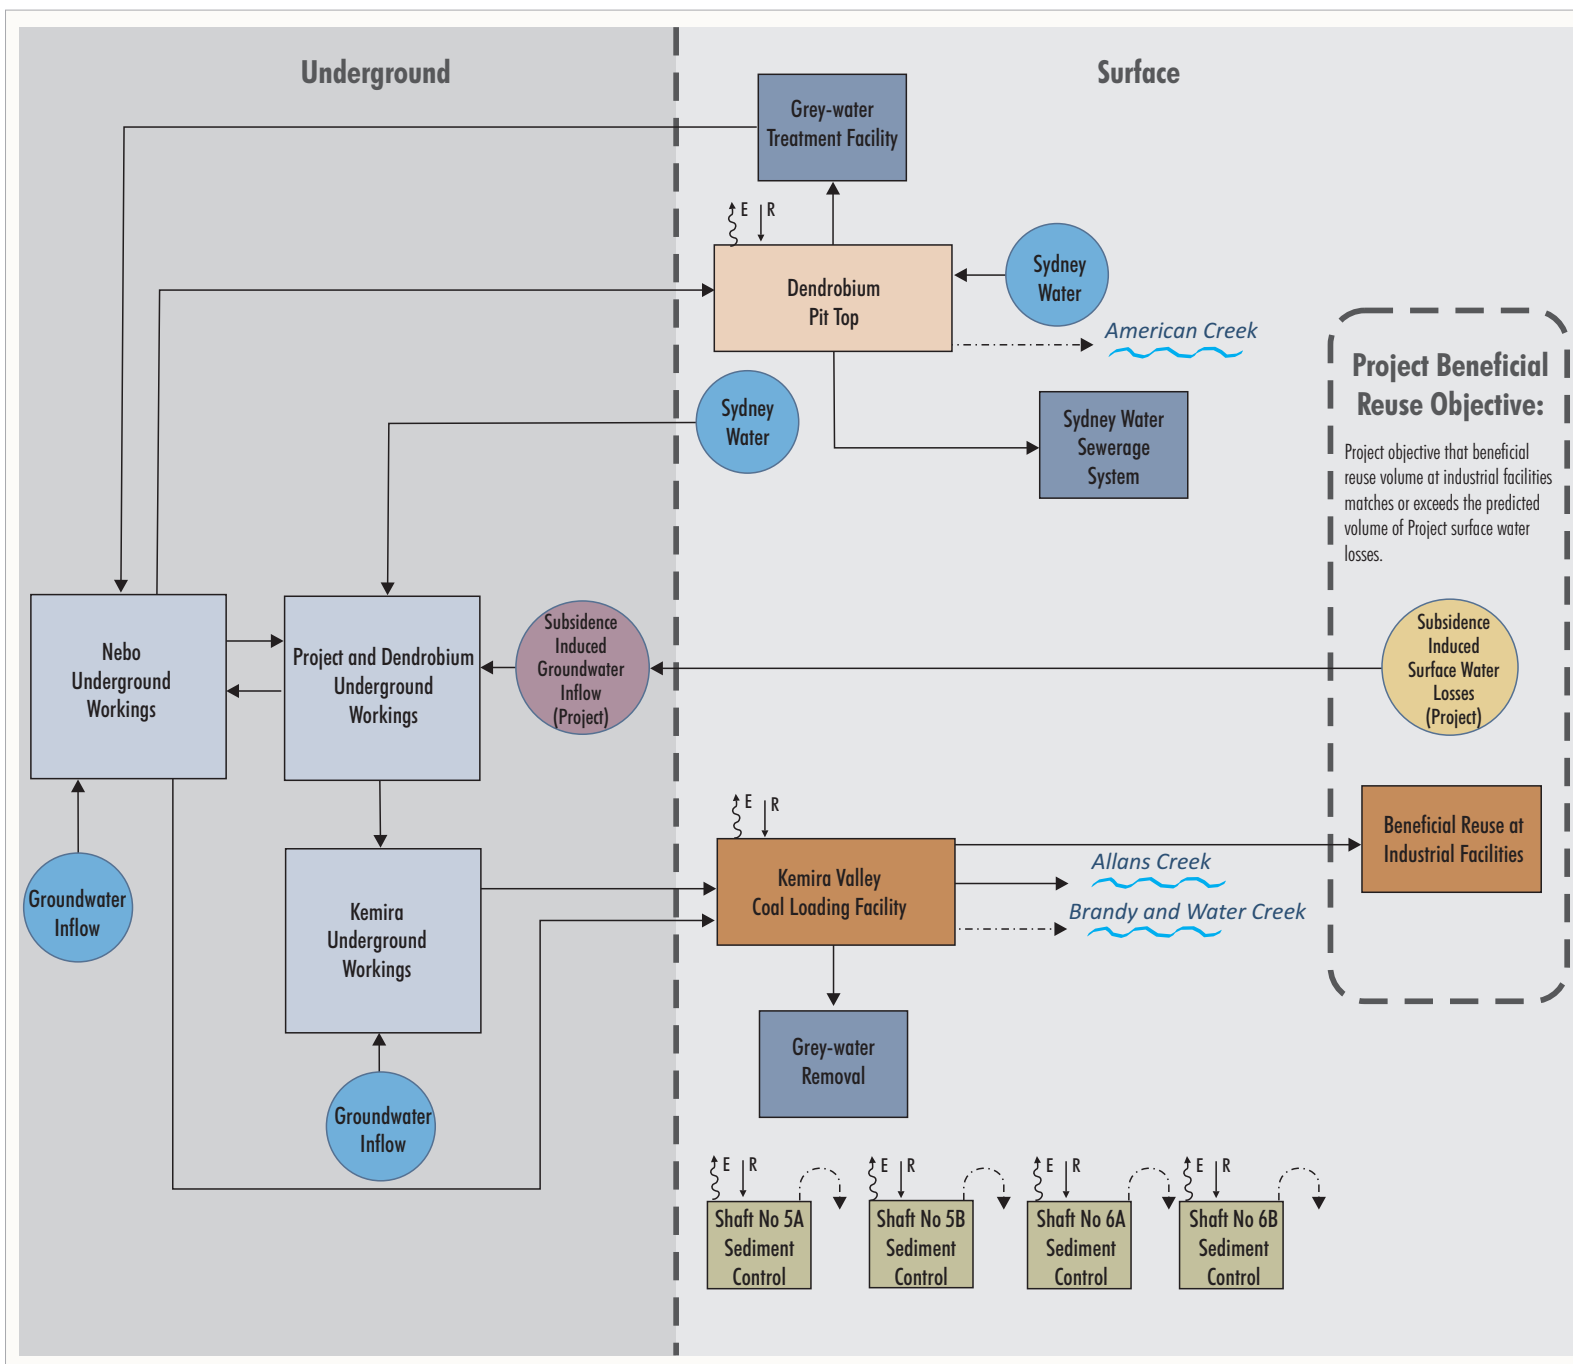 Underground
Surface
Grey-water
Treatment Facility
E
R
Sydney
Water
Dendrobium
Pit Top
American Creek
Sydney
Water
Sydney Water
Sewerage
System
Project Beneficial
Reuse Objective:
Project objective that beneficial
reuse volume at industrial facilities
matches or exceeds the predicted
volume of Project surface water
losses.
Nebo
Underground
Workings
Project and Dendrobium
Underground
Workings
Subsidence
Induced
Groundwater
Inflow
(Project)
Subsidence
Induced
Surface Water
Losses
(Project)
E
R
Kemira Valley
Coal Loading Facility
Allans Creek
Brandy and Water Creek
Beneficial Reuse at
Industrial Facilities
Groundwater
Inflow
Kemira
Underground
Workings
Grey-water
Removal
Groundwater
Inflow
E
R
E
R
E
R
E
R
Shaft No 5A
Sediment
Control
Shaft No 5B
Sediment
Control
Shaft No 6A
Sediment
Control
Shaft No 6B
Sediment
Control